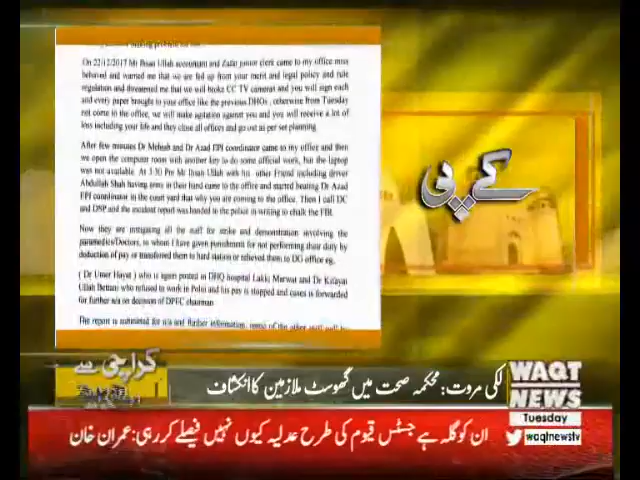 On 22/12/2017 Mr Ihsan Ullah accountant and Zafar junior clerk came to my office miss
behaved and warned me that we are fed up from your merit and legal policy and rule
regulation and threatened me that we will broke CC TV cameras and you will sign each
and every paper brought to your office like the previous DHOs, otherwise from Tuesday
not come to the office, we will make agitation against you and you will receive a lot of
loss including your life and they close all offices and go out as per set planning.
After few minutes Dr Mehesh and Dr Azad EPI coordinator came to my office and then
we open the computer room with another key to do some official work, but the laptop
was not available. At 3:30 Pm Mr Ihsan Ullah with his other Friend including driver
Abdullah Shah having arms in their hand came to the office and started beating Dr Azad
EPI coordinator in the court yard that why you are coming to the office. Then I call DC
and DSP and the incident report was handed to the police in writing to chalk the FIR.
Now they are instigating all the staff for strike and demonstration involving the
paramedics/Doctors, to whom I have given punishment for not performing their duty by
deduction of pay or transferred them to hard station or relieved them to DG office eg.
( Dr Umer Hayat ) who is again posted in DHQ hospital Lakki Marwat and Dr Kifayat
Ullah Bettani who refused to work in Polio and his pay is stopped and cases is forwarded
for further n/a on decision of DPEC chairman
The report is submitted for n/a and further information, some of the other staff
کے پی
کراچی سے
لکی مروت: محکمہ صحت میں گھوسٹ ملازمین کا انکشاف
WAQT
NEWS
Tuesday
waqtnewstv
ان کو گلہ ہے جسٹس قیوم کی طرح عدلیہ کیوں نہیں فیصلے کر رہی: عمران خان